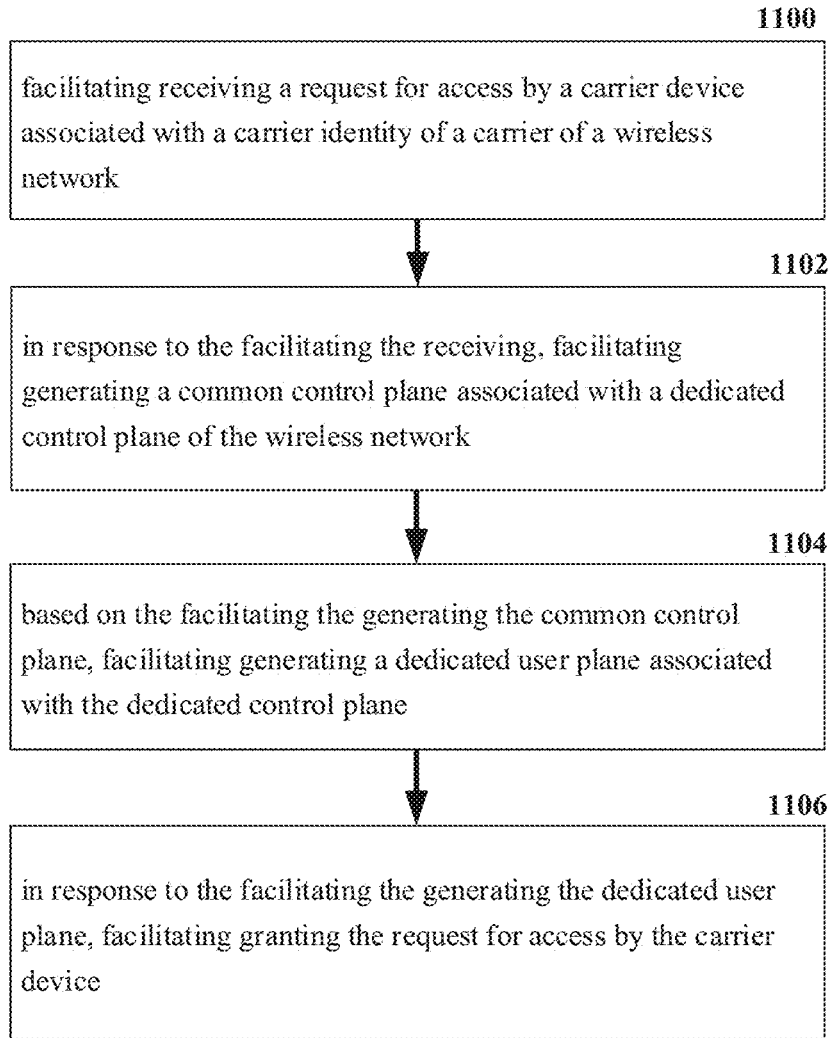 1100
facilitating receiving a request for access by a carrier device
associated with a carrier identity of a carrier of a wireless
network
1102
in response to the facilitating the receiving, facilitating
generating a common control plane associated with a dedicated
control plane of the wireless network
1104
based on the facilitating the generating the common control
plane, facilitating generating a dedicated user plane associated
with the dedicated control plane
1106
in response to the facilitating the generating the dedicated user
plane, facilitating granting the request for access by the carrier
device